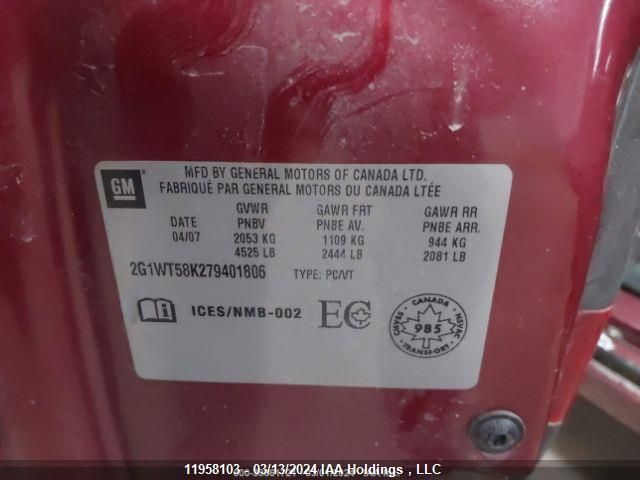 GM
MFD BY GENERAL MOTORS OF CANADA LTD.
FABRIQUÉ PAR GENERAL MOTORS DU CANADA LTÉE
DATE GVWR GAWR FRT GAWR RR
04/07 PNBV PNBE AV. PNBE ARR.
2053 KG 1109 KG 944 KG
4525 LB 2444 LB 2081 LB
2G1WT58K279401806 TYPE: PC/VT
ICES/NMB-002 EC
CANADA
CMVSS NSVAC
985
TRANSPORT
11958103 - 03/13/2024 IAA Holdings , LLC